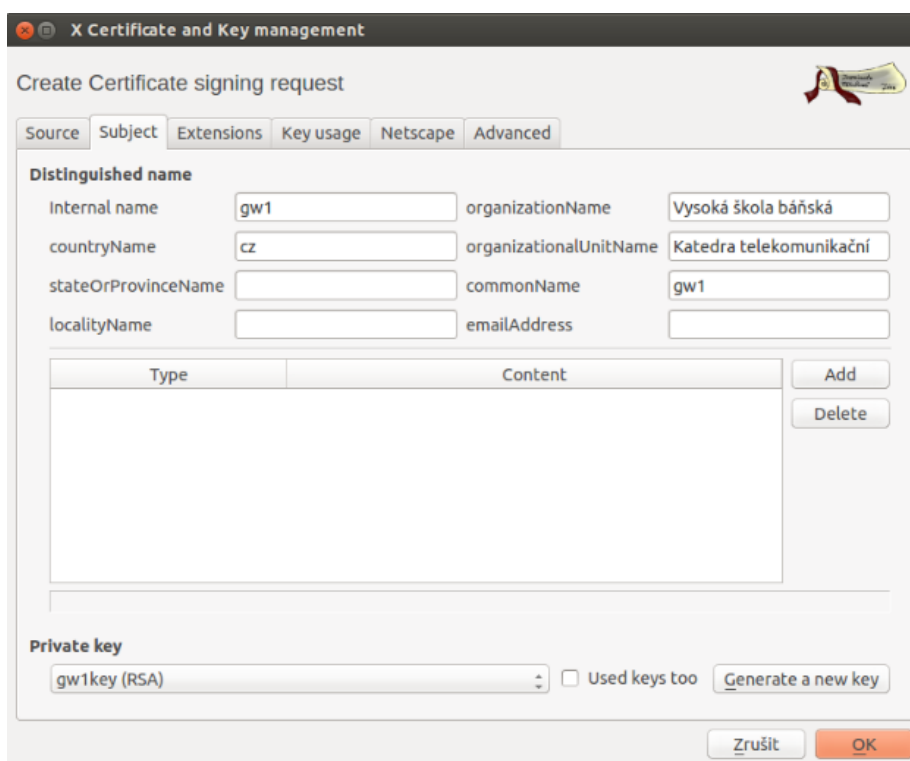 X Certificate and Key management
Create Certificate signing request
Source Subject Extensions Key usage Netscape Advanced
Distinguished name
Internal name gw1 organizationName Vysoká škola báňská
countryName cz organizationalUnitName Katedra telekomunikační
stateOrProvinceName commonName gw1
localityName emailAddress
Type Content Add
Delete
Private key
gw1key (RSA) Used keys too Generate a new key
Zrušit OK